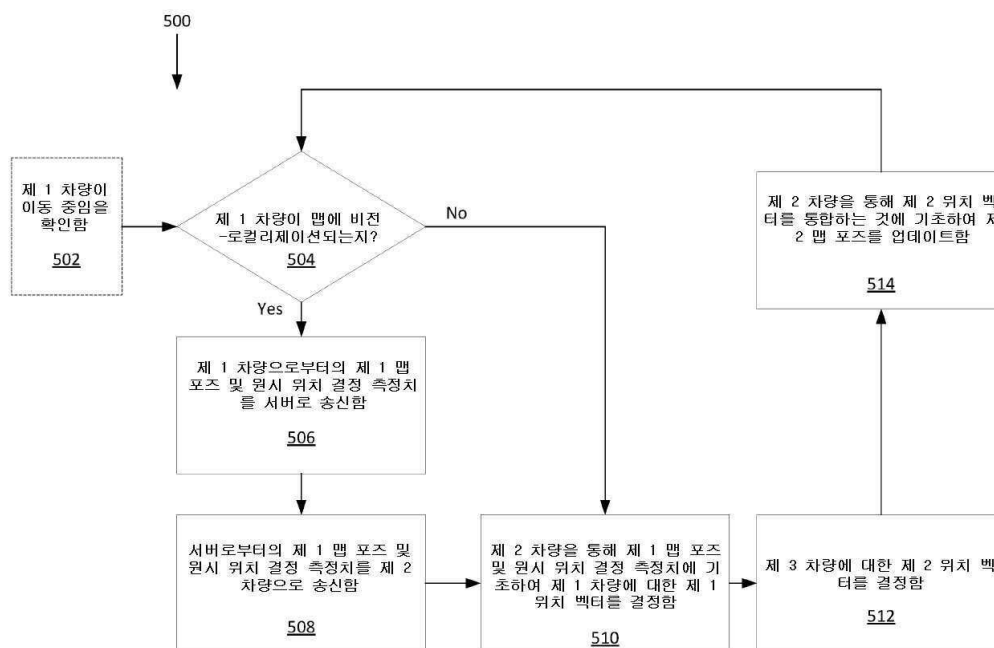 500
제 1 차량이
이동 중임을
확인함
502
제 1 차량이 맵에 비전
-로컬리제이션되는지?
504
No
Yes
제 1 차량으로부터의 제 1 맵
포즈 및 원시 위치 결정 측정치
를 서버로 송신함
506
서버로부터의 제 1 맵 포즈 및
원시 위치 결정 측정치를 제 2
차량으로 송신함
508
제 2 차량을 통해 제 1 맵 포즈
및 원시 위치 결정 측정치에 기
초하여 제 1 차량에 대한 제 1
위치 벡터를 결정함
510
제 3 차량에 대한 제 2 위치 벡
터를 결정함
512
제 2 차량을 통해 제 2 위치 벡
터를 통합하는 것에 기초하여 제
2 맵 포즈를 업데이트함
514